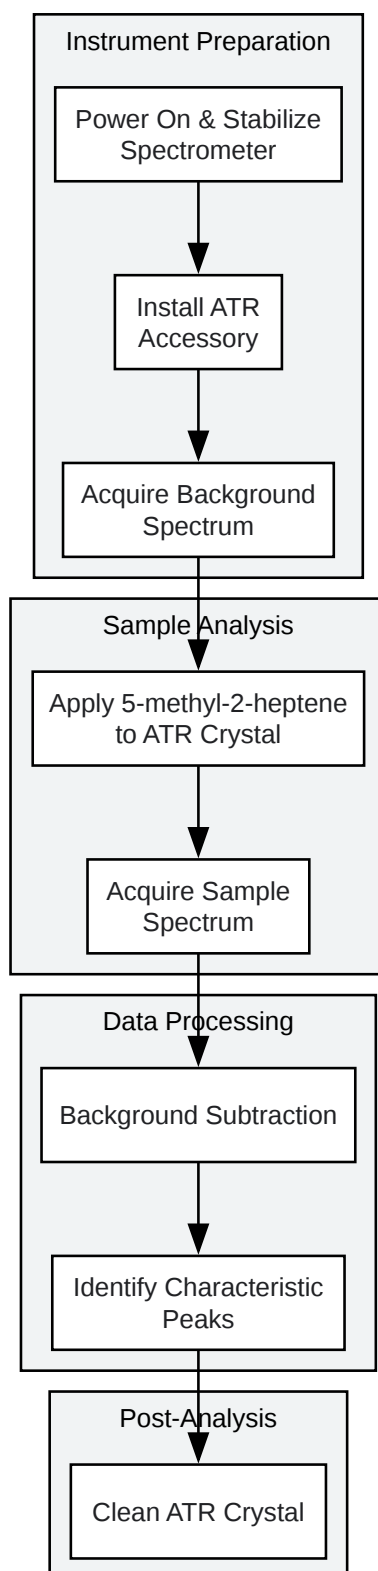 Instrument Preparation
Power On & Stabilize
Spectrometer
Install ATR
Accessory
Acquire Background
Spectrum
Sample Analysis
Apply 5-methyl-2-heptene
to ATR Crystal
Acquire Sample
Spectrum
Data Processing
Background Subtraction
Identify Characteristic
Peaks
Post-Analysis
Clean ATR Crystal